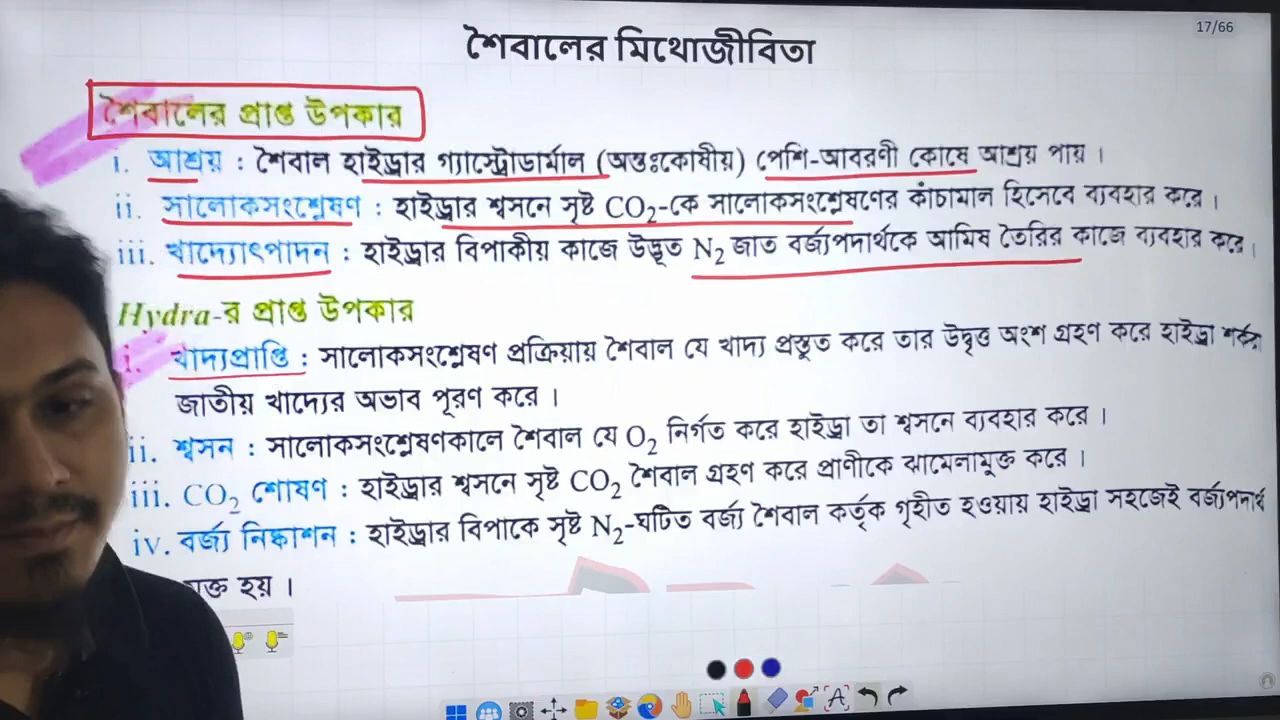 17/66
শৈবালের মিথোজীবিতা
শৈবালের প্রাপ্ত উপকার
i. আশ্রয় : শৈবাল হাইড্রার গ্যাস্ট্রোডার্মাল (অন্তঃকোষীয়) পেশি-আবরণী কোষে আশ্রয় পায়।
ii. সালোকসংশ্লেষণ : হাইড্রার শ্বসনে সৃষ্ট CO₂-কে সালোকসংশ্লেষণের কাঁচামাল হিসেবে ব্যবহার করে।
iii. খাদ্যোৎপাদন : হাইড্রার বিপাকীয় কাজে উদ্ভূত N₂ জাত বর্জ্যপদার্থকে আমিষ তৈরির কাজে ব্যবহার করে।
Hydra-র প্রাপ্ত উপকার
i. খাদ্যপ্রাপ্তি : সালোকসংশ্লেষণ প্রক্রিয়ায় শৈবাল যে খাদ্য প্রস্তুত করে তার উদ্বৃত্ত অংশ গ্রহণ করে হাইড্রা শর্করা
জাতীয় খাদ্যের অভাব পূরণ করে।
ii. শ্বসন : সালোকসংশ্লেষণকালে শৈবাল যে O₂ নির্গত করে হাইড্রা তা শ্বসনে ব্যবহার করে।
iii. CO₂ শোষণ : হাইড্রার শ্বসনে সৃষ্ট CO₂ শৈবাল গ্রহণ করে প্রাণীকে ঝামেলামুক্ত করে।
iv. বর্জ্য নিষ্কাশন : হাইড্রার বিপাকে সৃষ্ট N₂-ঘটিত বর্জ্য শৈবাল কর্তৃক গৃহীত হওয়ায় হাইড্রা সহজেই বর্জ্যপদার্থ
হয়।